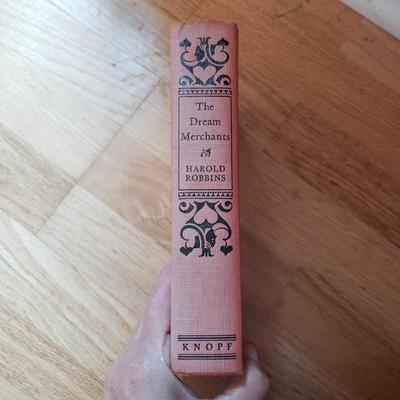 The
Dream
Merchants
&
HAROLD
ROBBINS
KNOPF